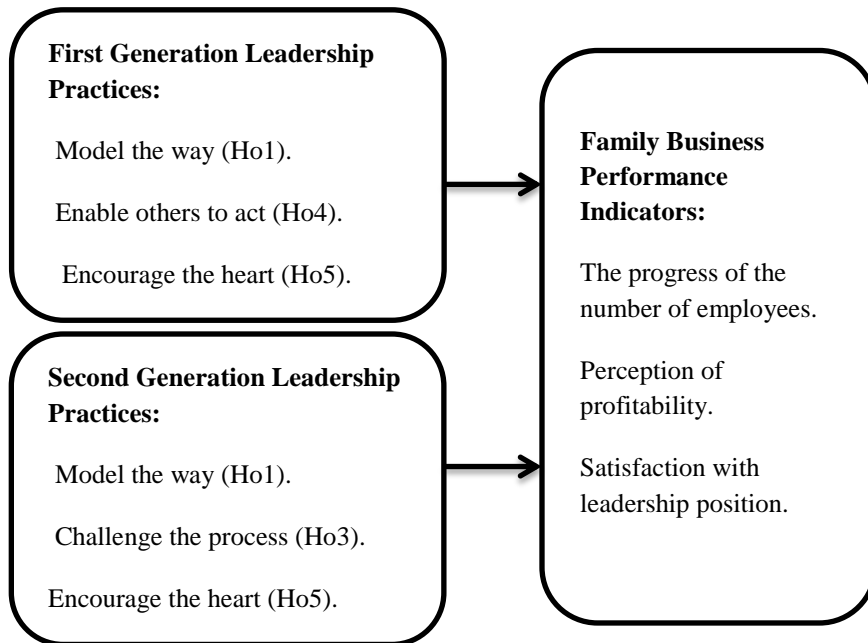 First Generation Leadership
Practices:
Model the way (Ho1).
Enable others to act (Ho4).
Encourage the heart (Ho5).
Second Generation Leadership
Practices:
Model the way (Ho1).
Challenge the process (Ho3).
Encourage the heart (Ho5).
Family Business
Performance
Indicators:
The progress of the
number of employees.
Perception of
profitability.
Satisfaction with
leadership position.